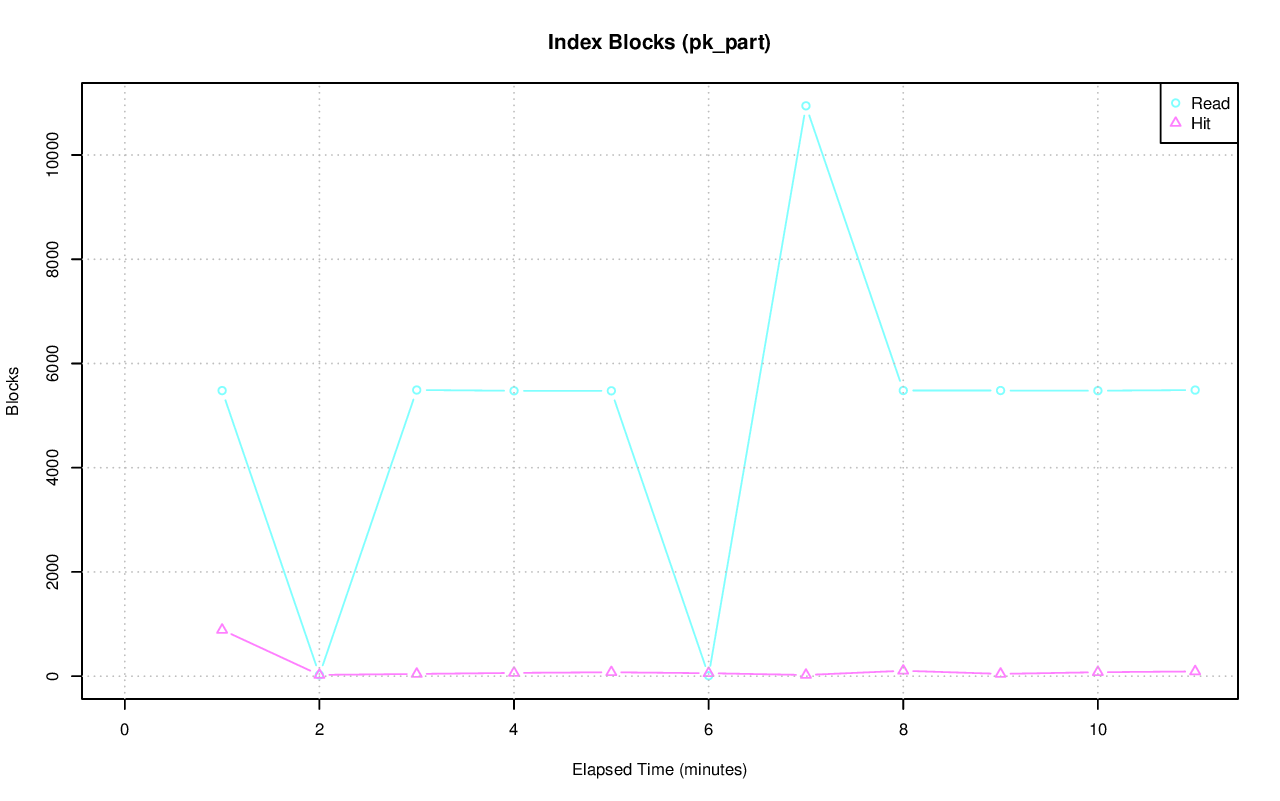 Index Blocks (pk_part)
Read
Hit
10000
8000
6000
4000
2000
0
Blocks
0 2 4 6 8 10
Elapsed Time (minutes)